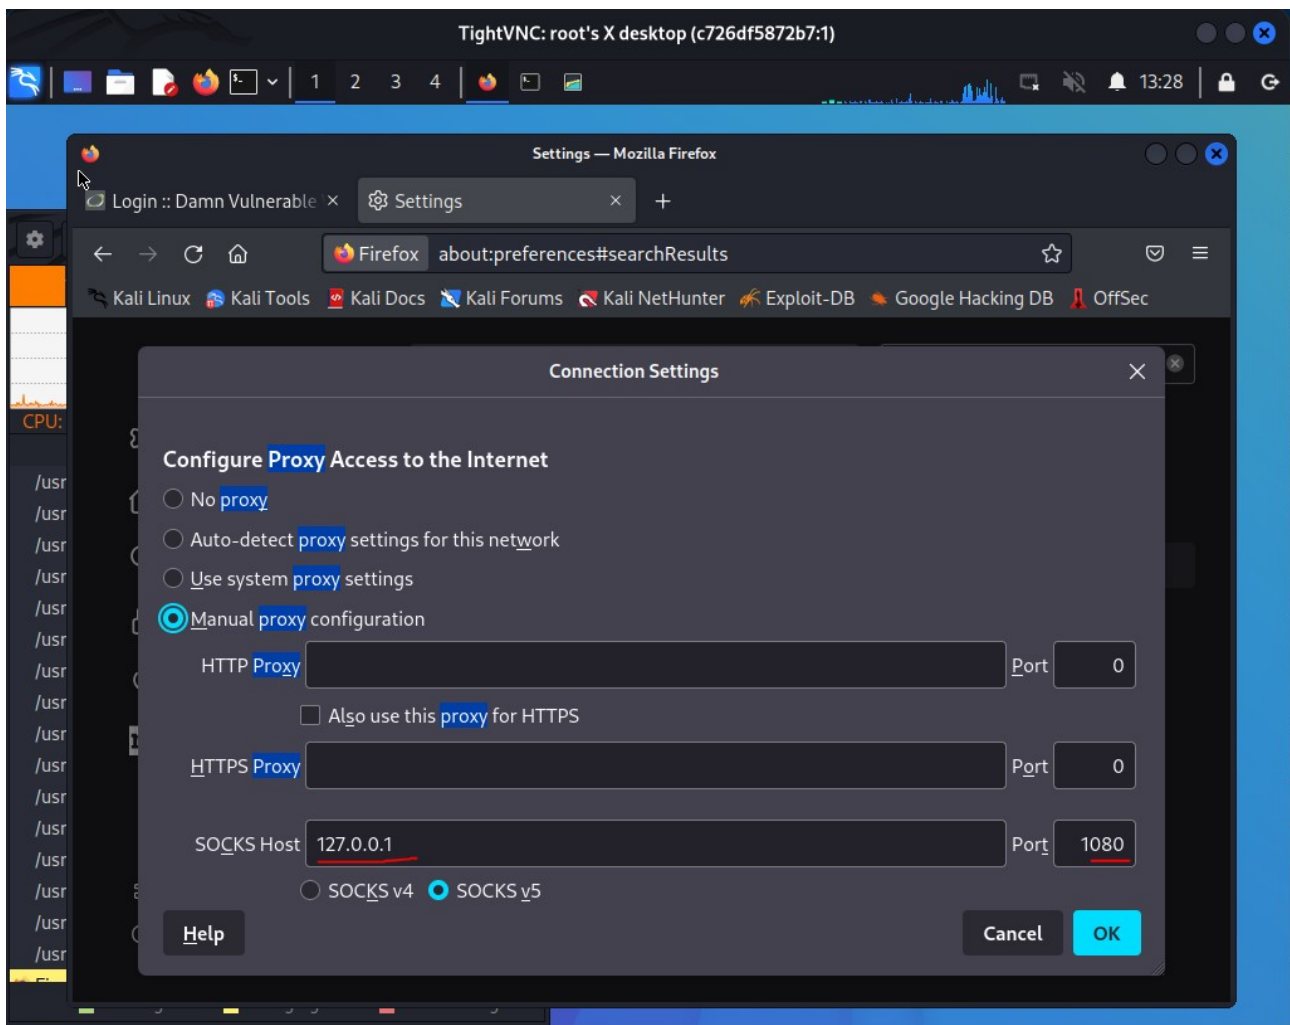 TightVNC: root's X desktop (c726df5872b7:1)
1 2 3 4 13:28
Settings — Mozilla Firefox
Login :: Damn Vulnerable Settings
Firefox about:preferences#searchResults
Kali Linux Kali Tools Kali Docs Kali Forums Kali NetHunter Exploit-DB Google Hacking DB OffSec
Connection Settings
CPU:
Configure Proxy Access to the Internet
/usr
No proxy
/usr
Auto-detect proxy settings for this network
/usr
Use system proxy settings
/usr
/usr
Manual proxy configuration
/usr
HTTP Proxy Port 0
/usr
/usr
Also use this proxy for HTTPS
/usr
HTTPS Proxy Port 0
/usr
/usr
/usr
SOCKS Host 127.0.0.1 Port 1080
/usr
/usr
SOCKS v4 SOCKS v5
/usr
Help Cancel OK
/usr